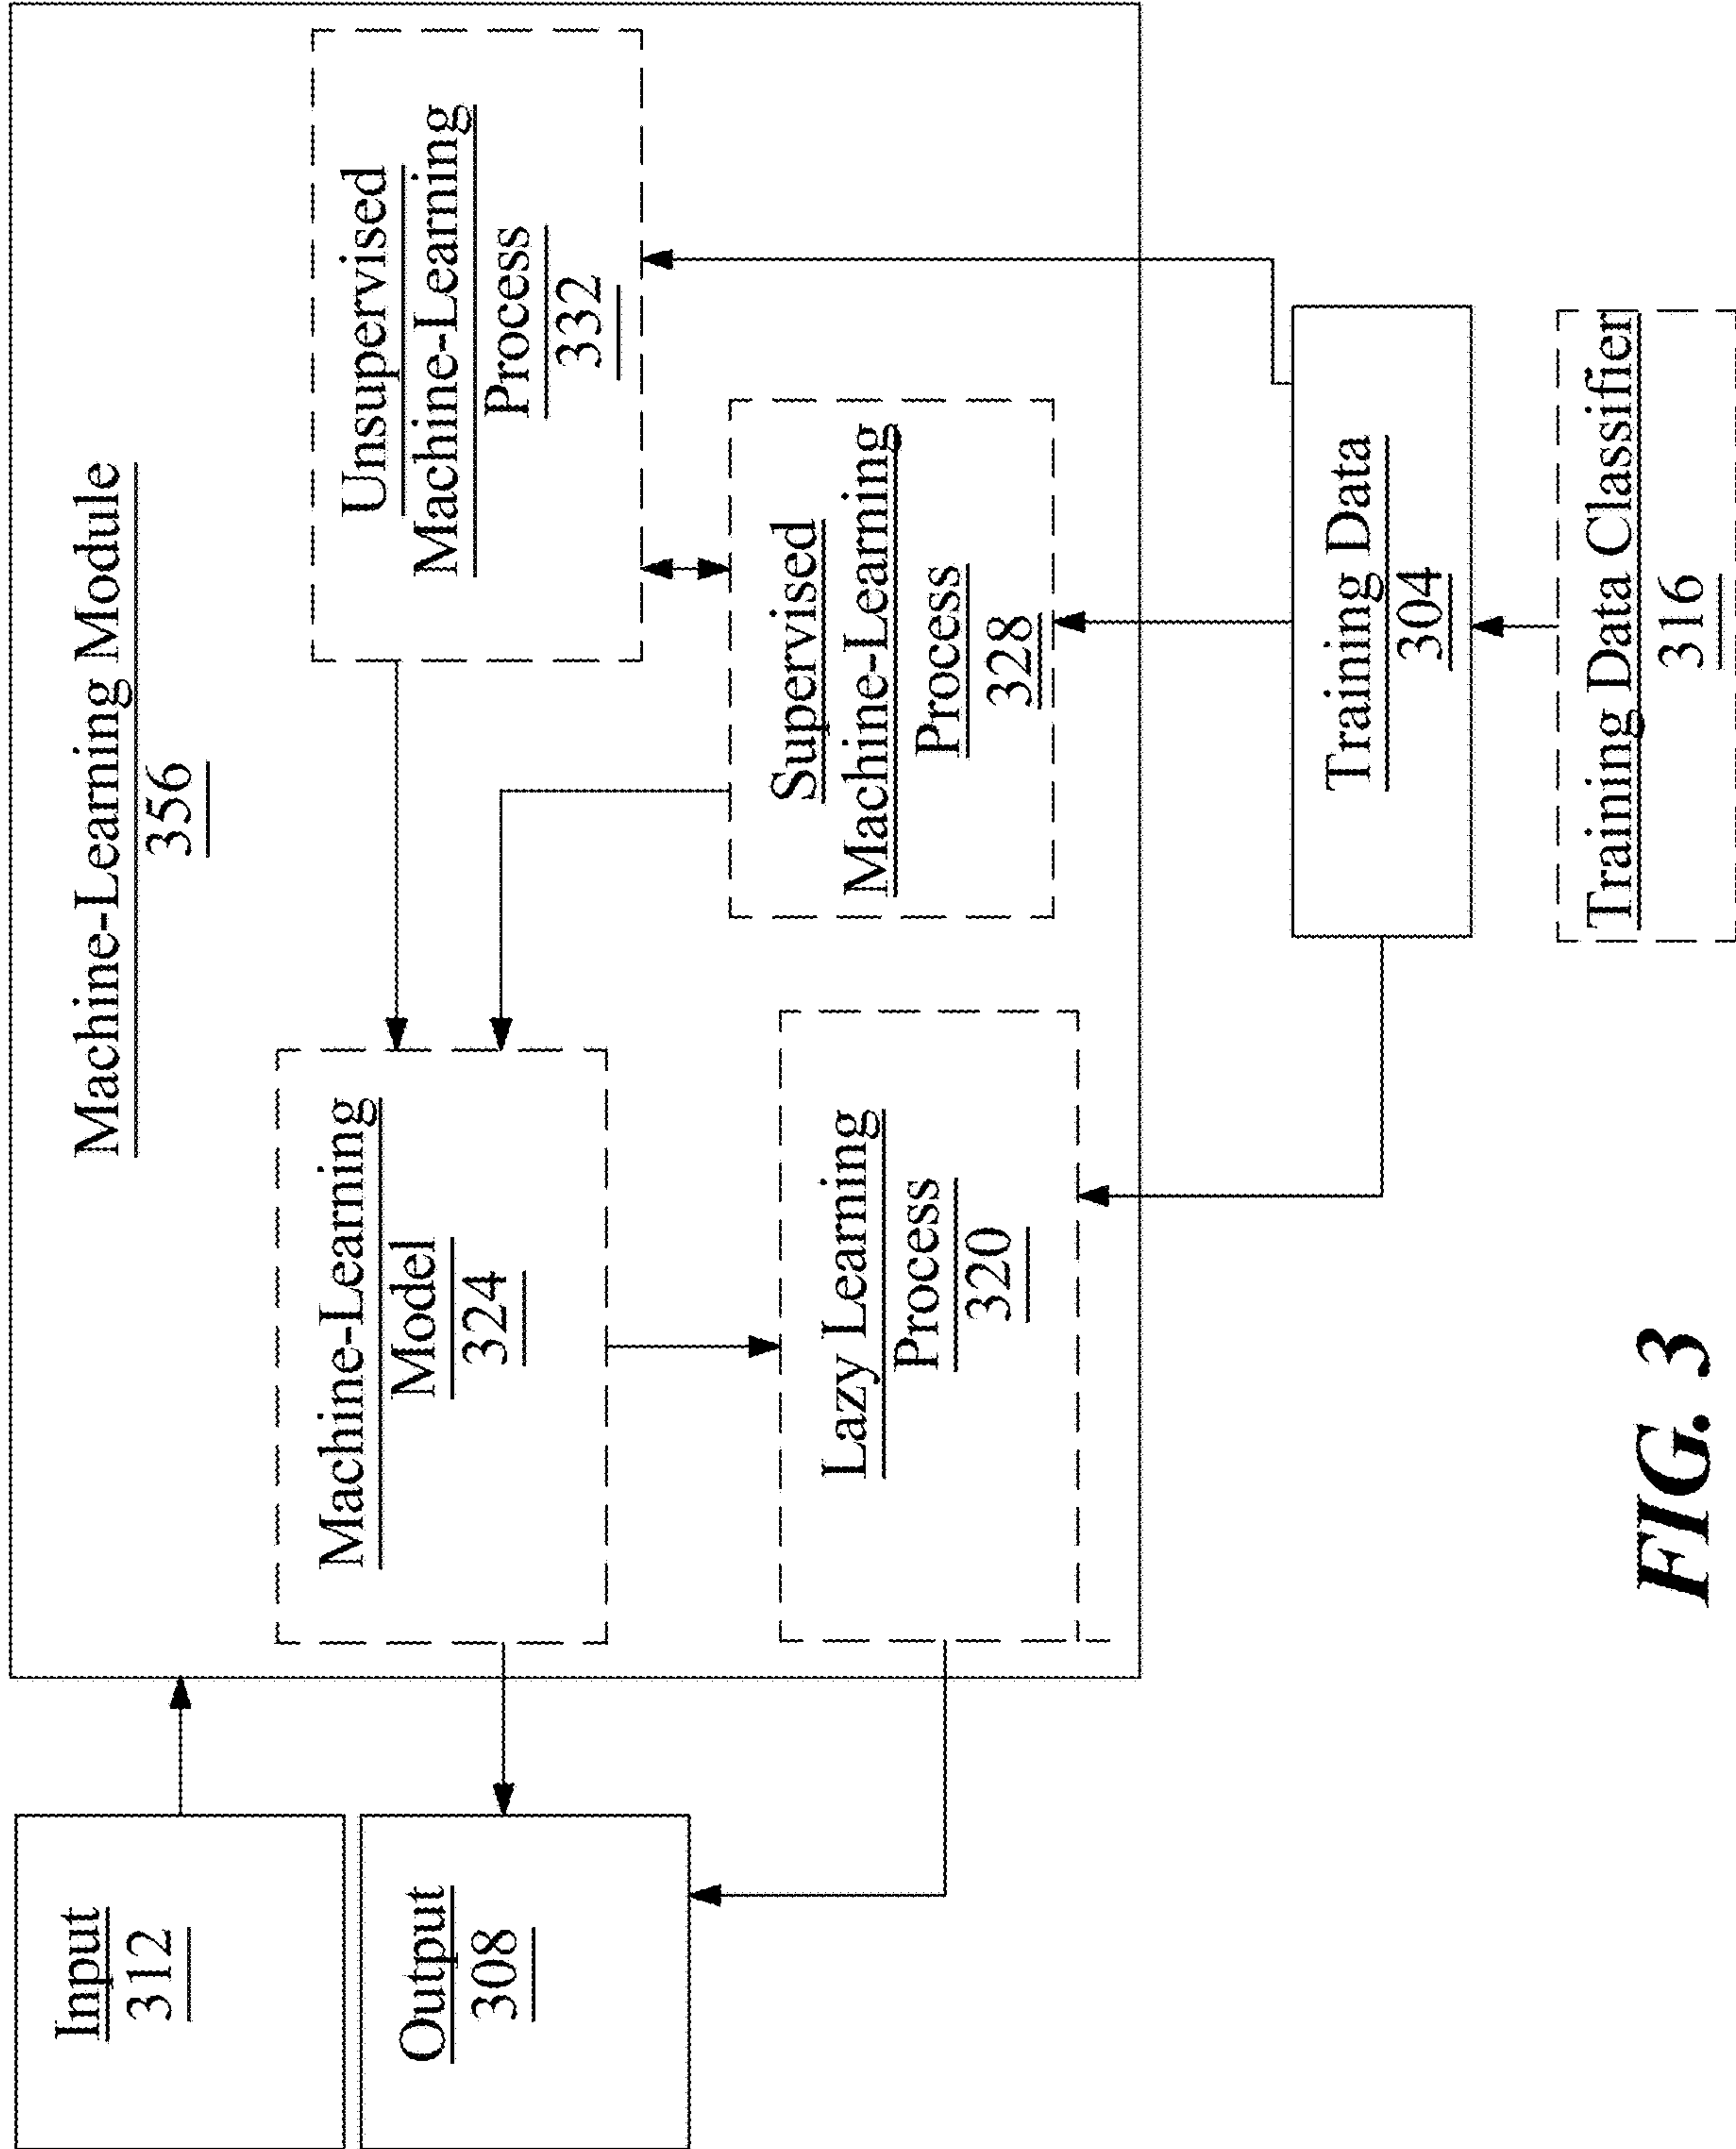 Machine-Learning Module
356
Input
312
Output
308
Machine-Learning
Model
324
Unsupervised
Machine-Learning
Process
332
Lazy Learning
Process
320
Supervised
Machine-Learning
Process
328
Training Data
304
Training Data Classifier
316
FIG. 3